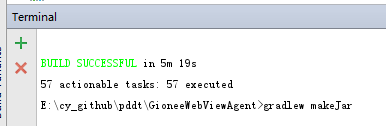 Terminal
BUILD SUCCESSFUL in 5m 19s
57 actionable tasks: 57 executed
E:\cy_github\pddt\GioneeWebViewAgent>gradlew makeJar